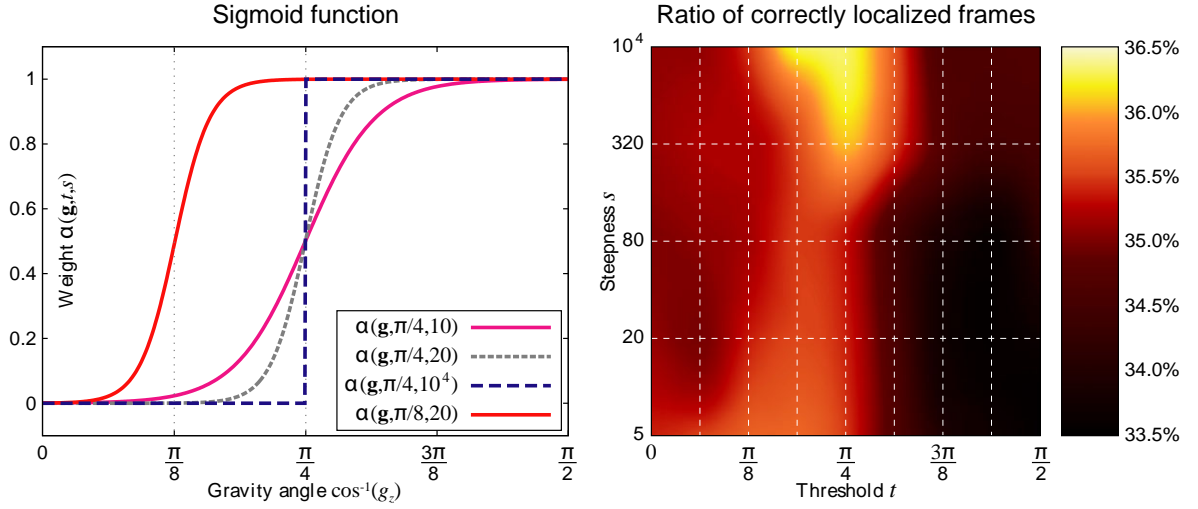 Sigmoid function
Weight α(g,t,s)
1
0.8
0.6
0.4
0.2
0
α(g,π/4,10)
α(g,π/4,20)
α(g,π/4,10⁴)
α(g,π/8,20)
0
π/8
π/4
3π/8
π/2
Gravity angle cos⁻¹(g_z)
Ratio of correctly localized frames
Steepness s
10⁴
320
80
20
5
0
π/8
π/4
3π/8
π/2
Threshold t
36.5%
36.0%
35.5%
35.0%
34.5%
34.0%
33.5%